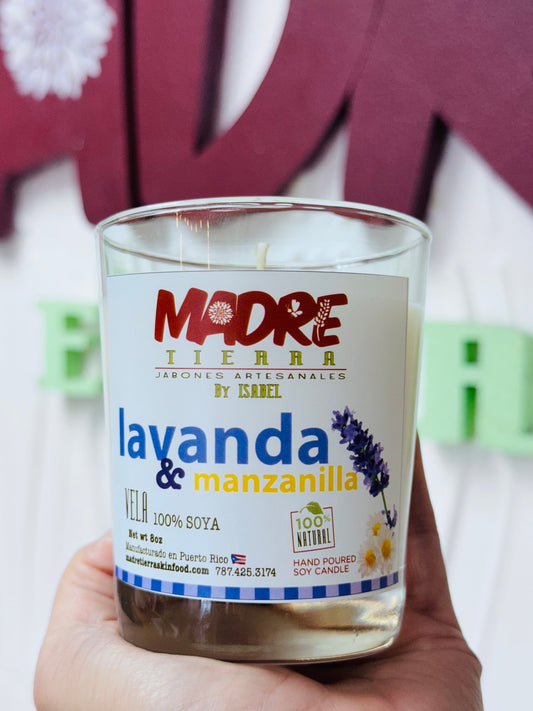 MADRE
TIERRA
JABONES ARTESANALES
By ISABEL
lavanda
& manzanilla
VELA 100% SOYA
Net wt 8oz
Manufacturado en Puerto Rico
madretierraskinfood.com 787.425.3174
100%
NATURAL
HAND POURED
SOY CANDLE